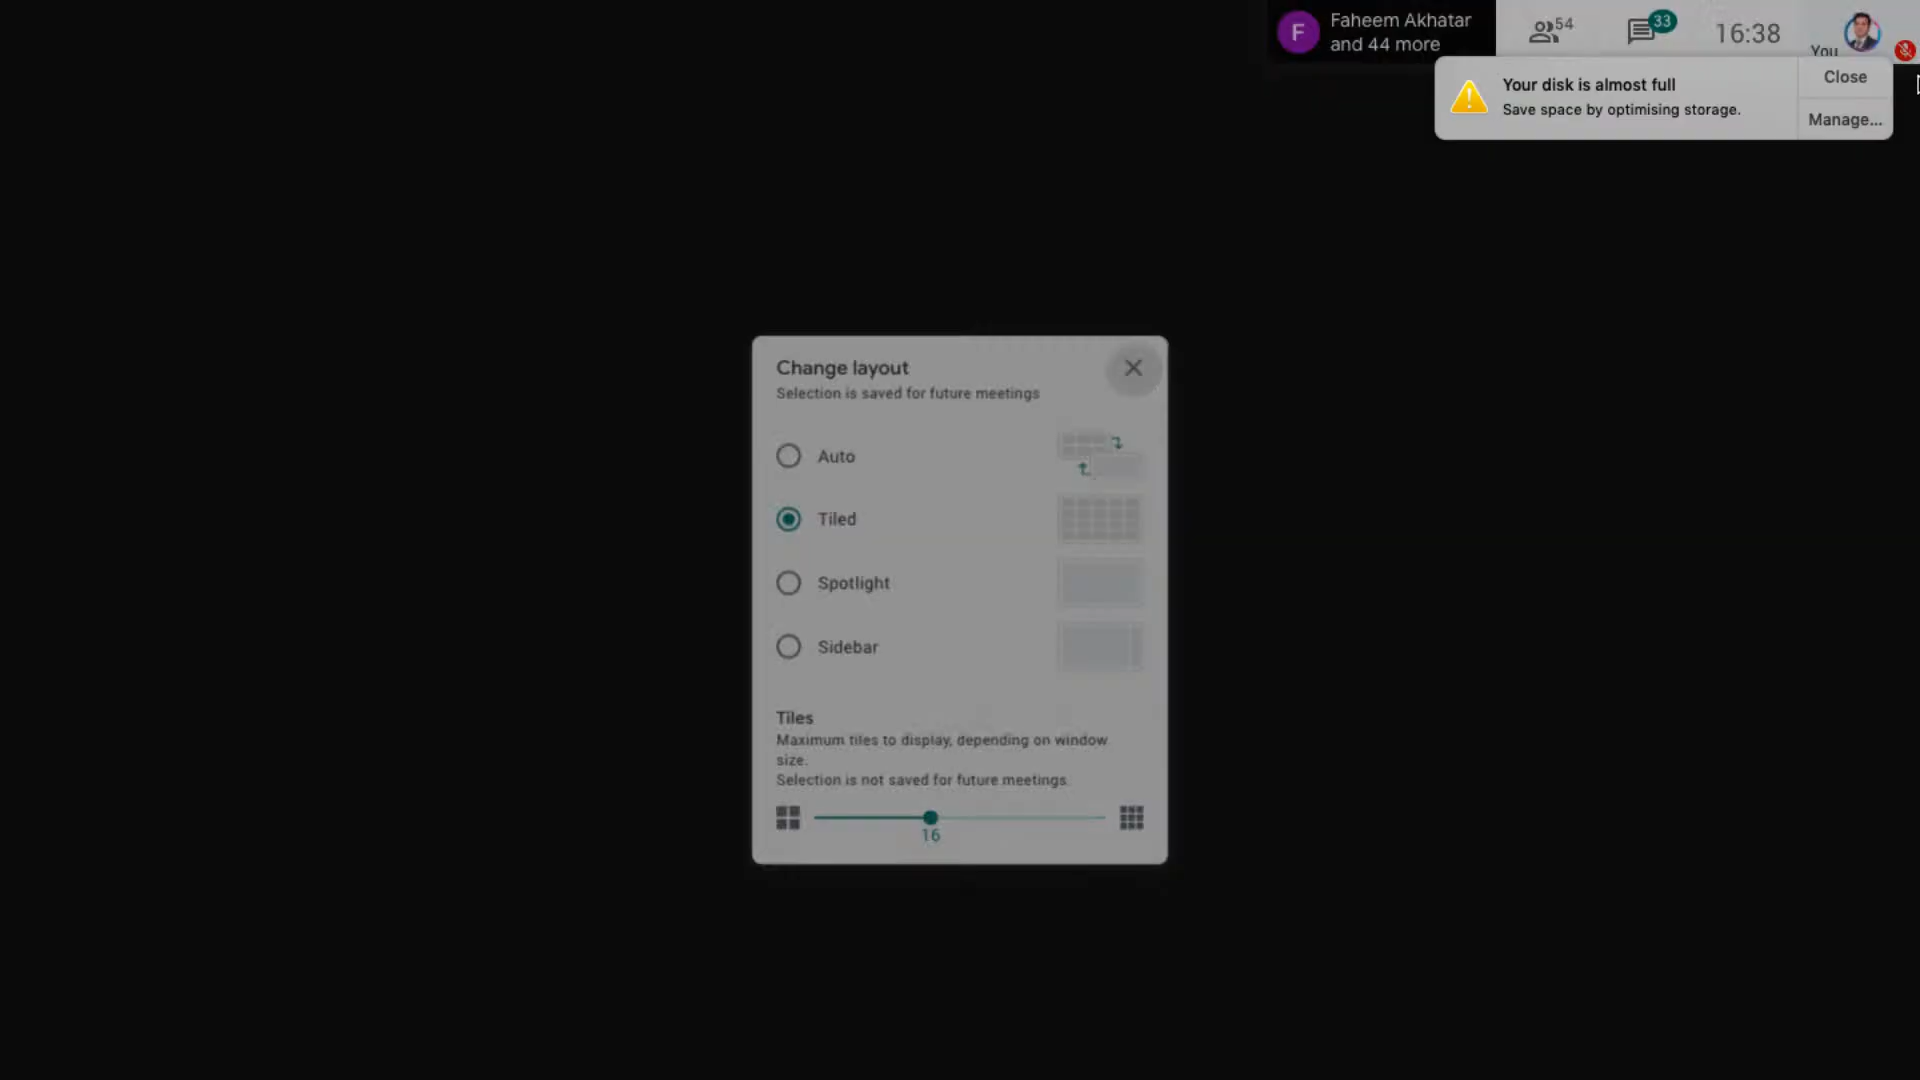 F
Faheem Akhatar
and 44 more
54
33
16:38
You
Your disk is almost full
Save space by optimising storage.
Close
Manage...
Change layout
Selection is saved for future meetings
Auto
Tiled
Spotlight
Sidebar
Tiles
Maximum tiles to display, depending on window
size.
Selection is not saved for future meetings.
16